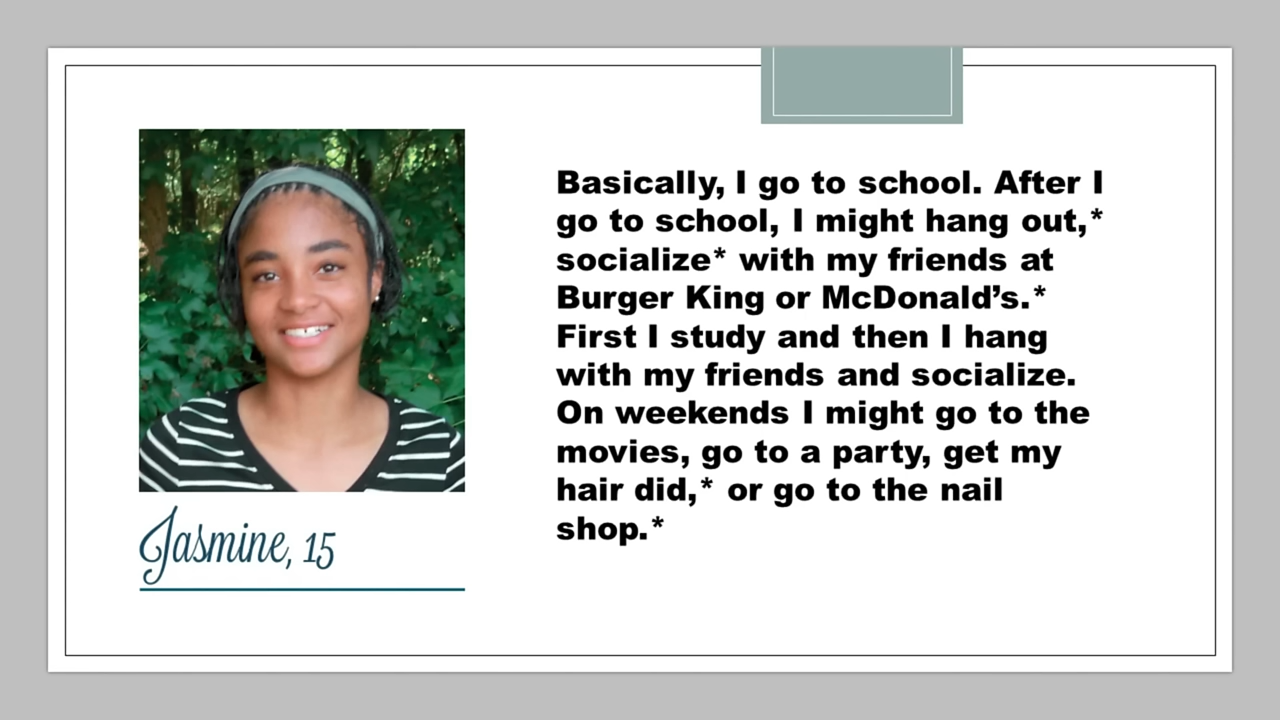 Basically, I go to school. After I
go to school, I might hang out,*
socialize* with my friends at
Burger King or McDonald’s.*
First I study and then I hang
with my friends and socialize.
On weekends I might go to the
movies, go to a party, get my
hair did,* or go to the nail
shop.*
Jasmine, 15